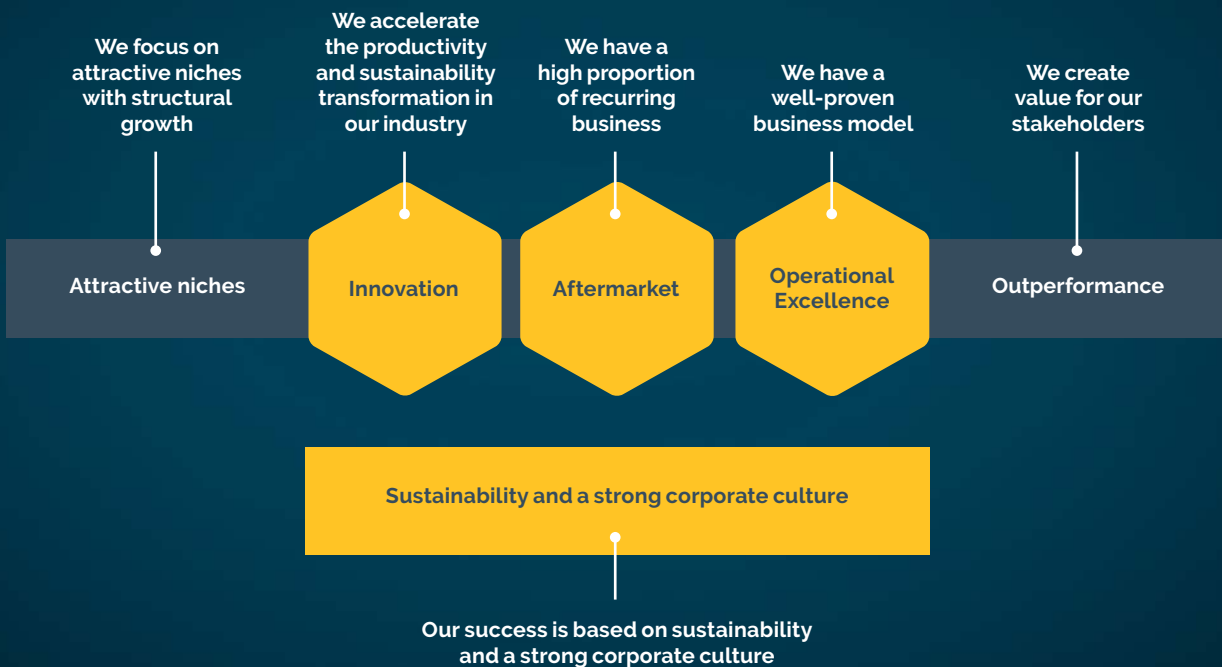 We focus on
attractive niches
with structural
growth
We accelerate
the productivity
and sustainability
transformation in
our industry
We have a
high proportion
of recurring
business
We have a
well-proven
business model
We create
value for our
stakeholders
Attractive niches
Innovation
Aftermarket
Operational
Excellence
Outperformance
Sustainability and a strong corporate culture
Our success is based on sustainability
and a strong corporate culture